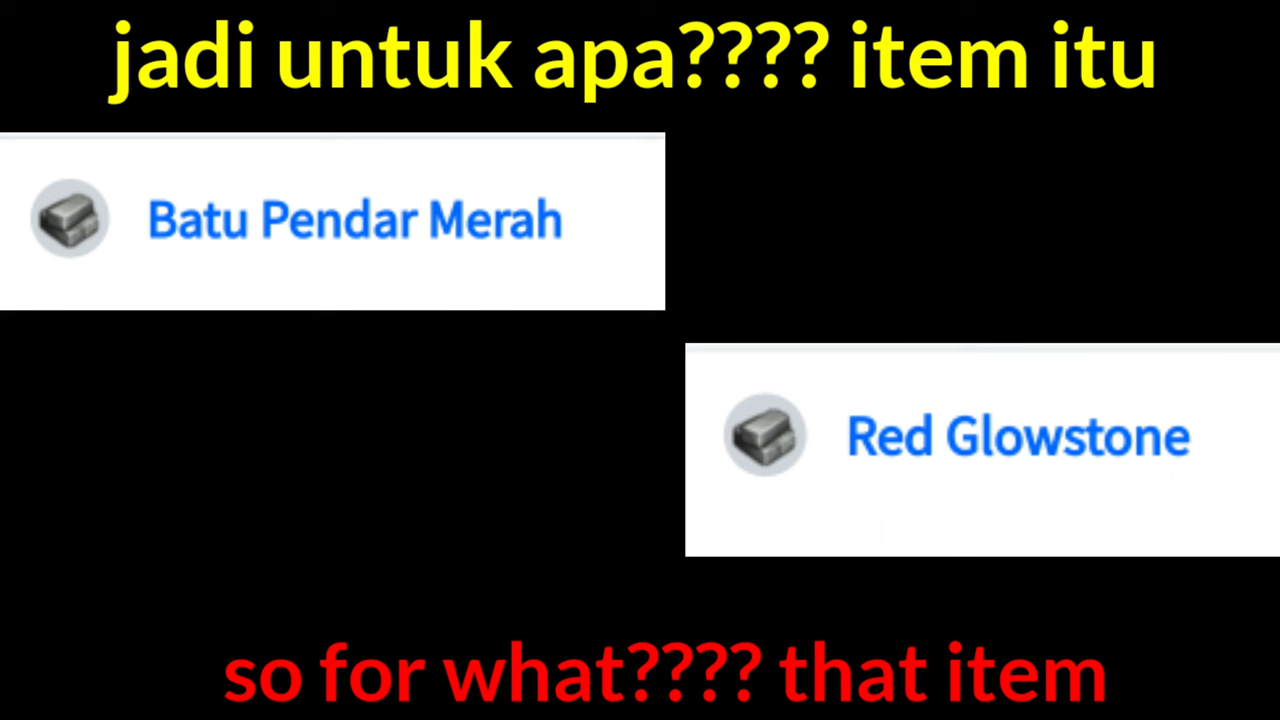 jadi untuk apa???? item itu
Batu Pendar Merah
Red Glowstone
so for what???? that item